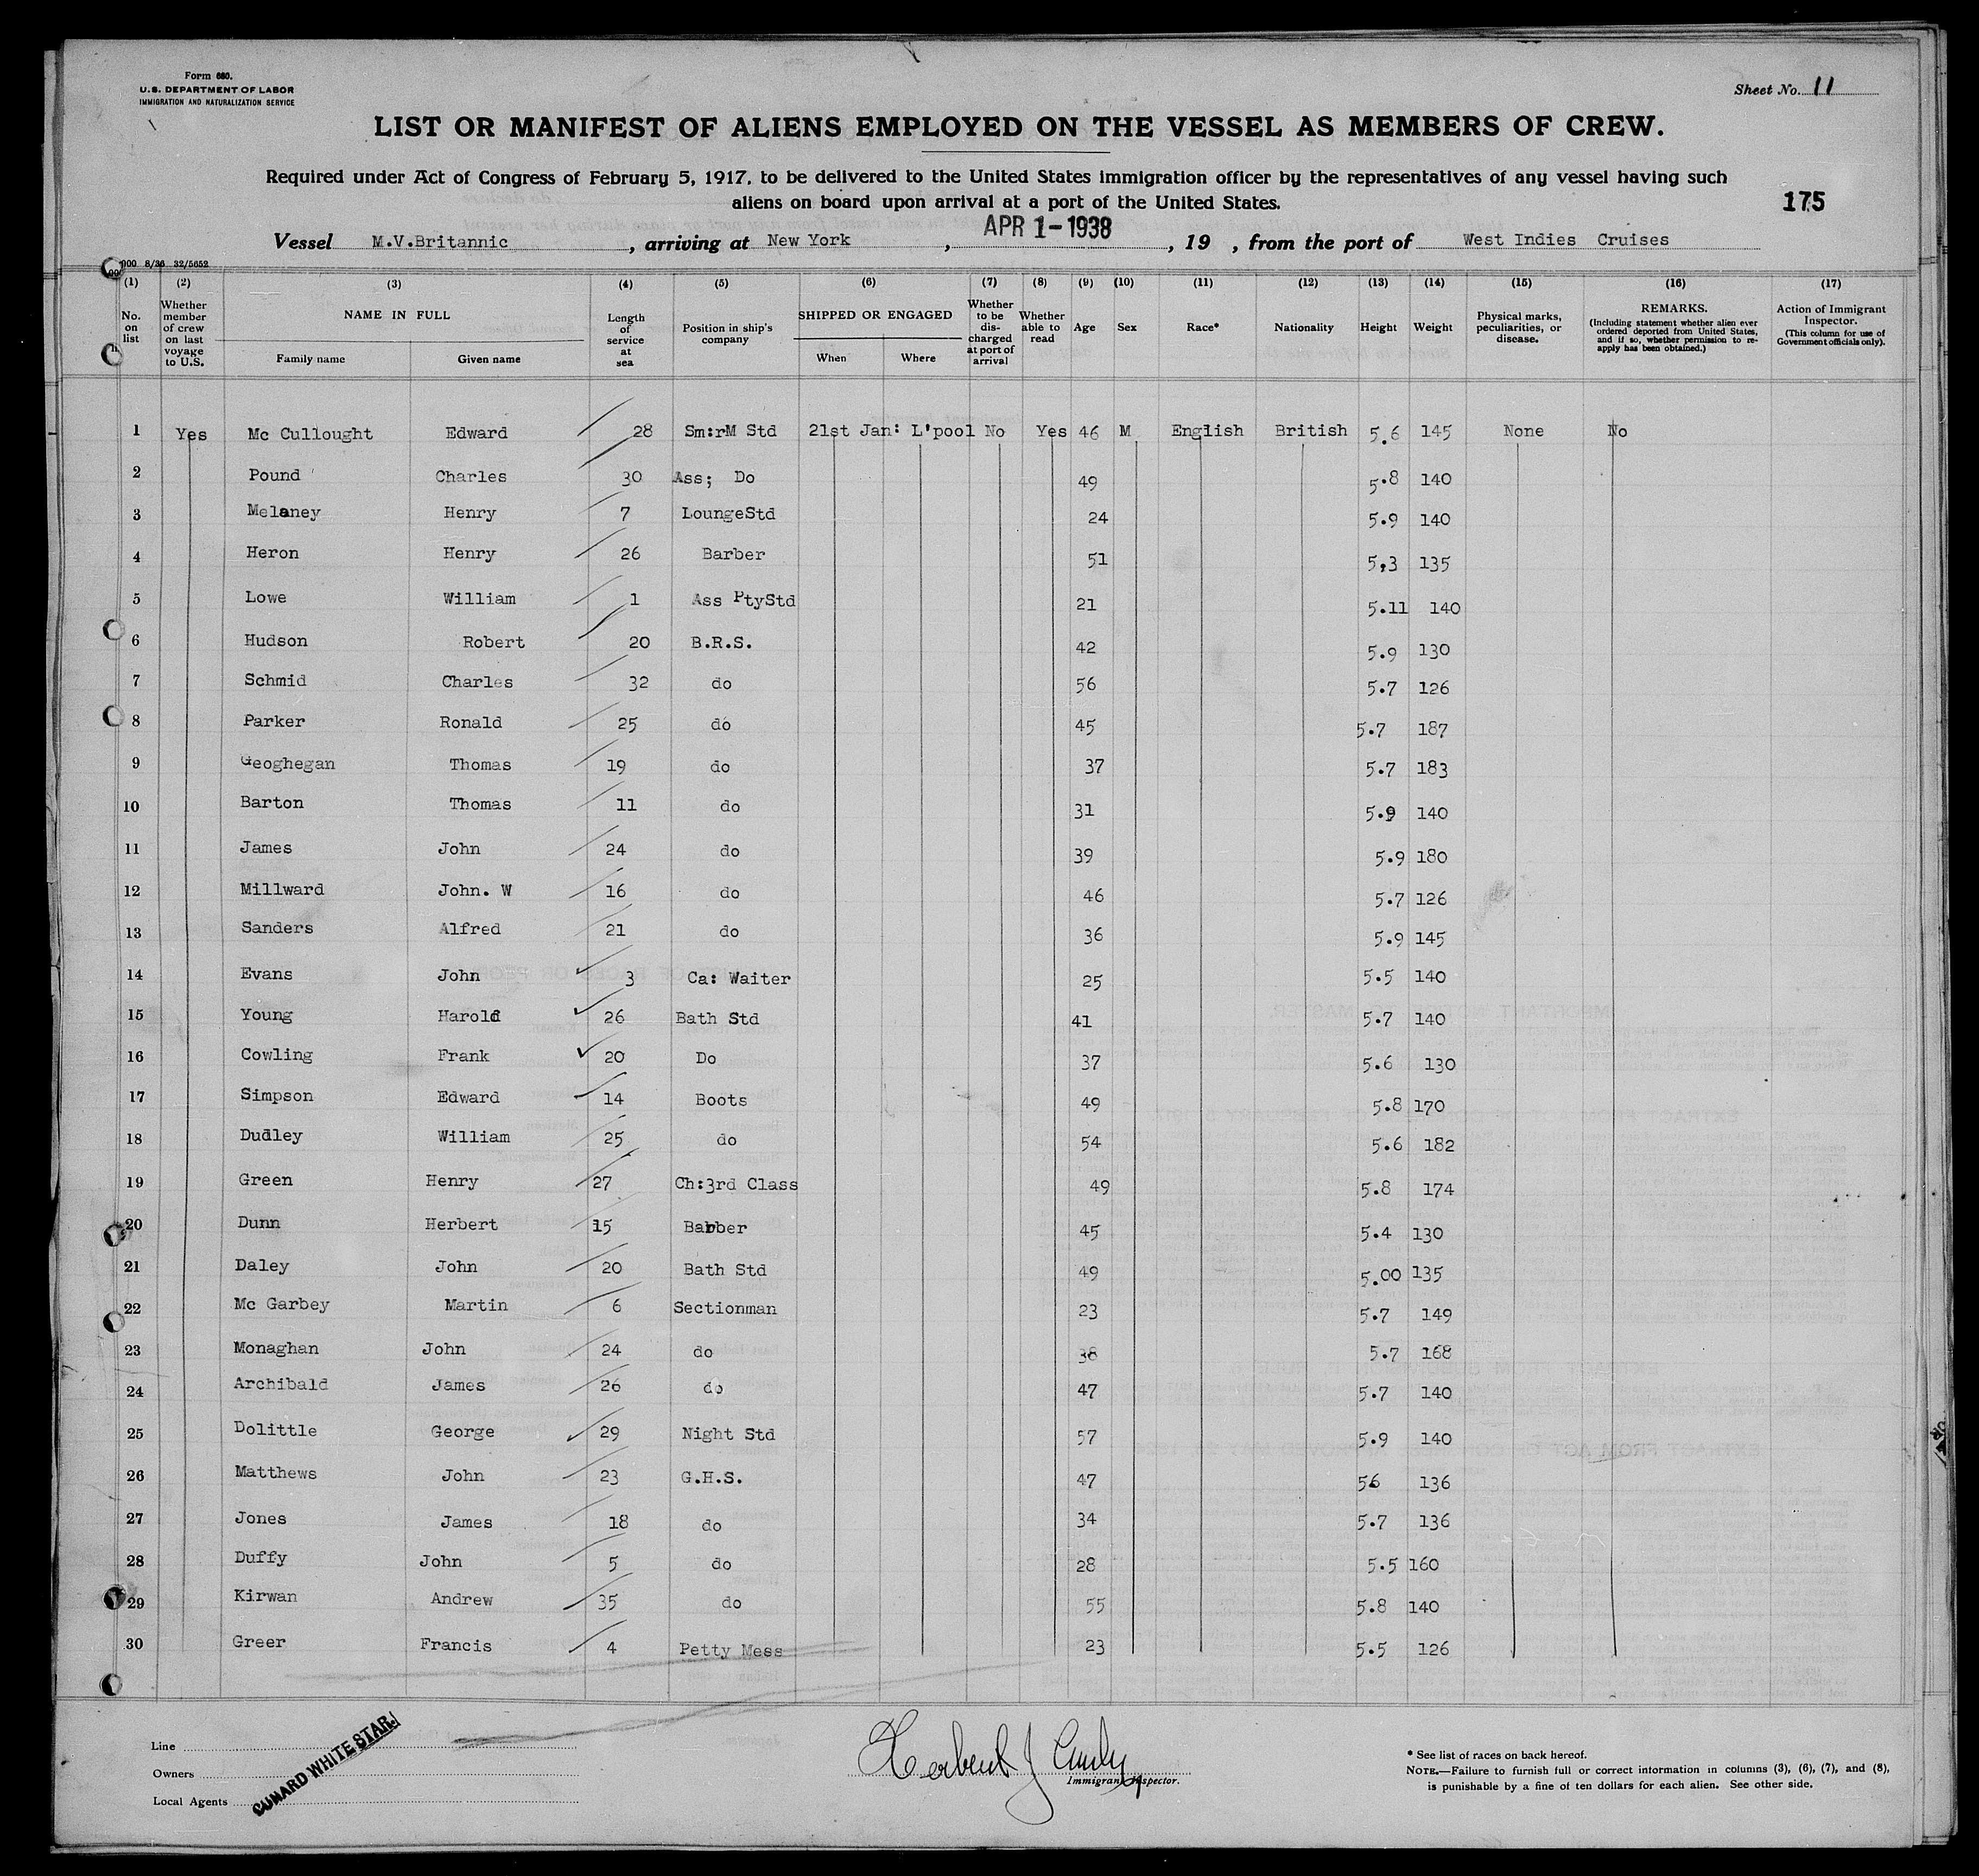 Form 680.
U.S. DEPARTMENT OF LABOR
IMMIGRATION AND NATURALIZATION SERVICE
Sheet No. 11
LIST OR MANIFEST OF ALIENS EMPLOYED ON THE VESSEL AS MEMBERS OF CREW.
Required under Act of Congress of February 5, 1917, to be delivered to the United States immigration officer by the representatives of any vessel having such
aliens on board upon arrival at a port of the United States.
175
Vessel M.V.Britannic, arriving at New York, APR 1-1938, 19 , from the port of West Indies Cruises
000 8/36 32/5652
(1) (2) (3) (4) (5) (6) (7) (8) (9) (10) (11) (12) (13) (14) (15) (16) (17)
No. on list
Whether member of crew on last voyage to U.S.
NAME IN FULL
Family name Given name
Length of service at sea
Position in ship's company
SHIPPED OR ENGAGED
When Where
Whether to be discharged at port of arrival
Whether able to read
Age Sex Race* Nationality Height Weight
Physical marks, peculiarities, or disease.
REMARKS.
(Including statement whether alien ever ordered deported from United States, and if so, whether permission to re-apply has been obtained.)
Action of Immigrant Inspector.
(This column for use of Government officials only).
1 Yes Mc Cullought Edward 28 Sm:rM Std 21st Jan: L'pool No Yes 46 M English British 5.6 145 None No
2 Pound Charles 30 Ass; Do 49 5.8 140
3 Melaney Henry 7 LoungeStd 24 5.9 140
4 Heron Henry 26 Barber 51 5,3 135
5 Lowe William 1 Ass PtyStd 21 5.11 140
6 Hudson Robert 20 B.R.S. 42 5.9 130
7 Schmid Charles 32 do 56 5.7 126
8 Parker Ronald 25 do 45 5.7 187
9 Geoghegan Thomas 19 do 37 5.7 183
10 Barton Thomas 11 do 31 5.9 140
11 James John 24 do 39 5.9 180
12 Millward John. W 16 do 46 5.7 126
13 Sanders Alfred 21 do 36 5.9 145
14 Evans John 3 Ca: Waiter 25 5.5 140
15 Young Harold 26 Bath Std 41 5.7 140
16 Cowling Frank 20 Do 37 5.6 130
17 Simpson Edward 14 Boots 49 5.8 170
18 Dudley William 25 do 54 5.6 182
19 Green Henry 27 Ch:3rd Class 49 5.8 174
20 Dunn Herbert 15 Barber 45 5.4 130
21 Daley John 20 Bath Std 49 5.00 135
22 Mc Garbey Martin 6 Sectionman 23 5.7 149
23 Monaghan John 24 do 38 5.7 168
24 Archibald James 26 do 47 5.7 140
25 Dolittle George 29 Night Std 57 5.9 140
26 Matthews John 23 G.H.S. 47 56 136
27 Jones James 18 do 34 5.7 136
28 Duffy John 5 do 28 5.5 160
29 Kirwan Andrew 35 do 55 5.8 140
30 Greer Francis 4 Petty Mess 23 5.5 126
Line
Owners
Local Agents
CUNARD WHITE STAR.
Herbert J
Immigrant Inspector.
* See list of races on back hereof.
NOTE.—Failure to furnish full or correct information in columns (3), (6), (7), and (8),
is punishable by a fine of ten dollars for each alien. See other side.